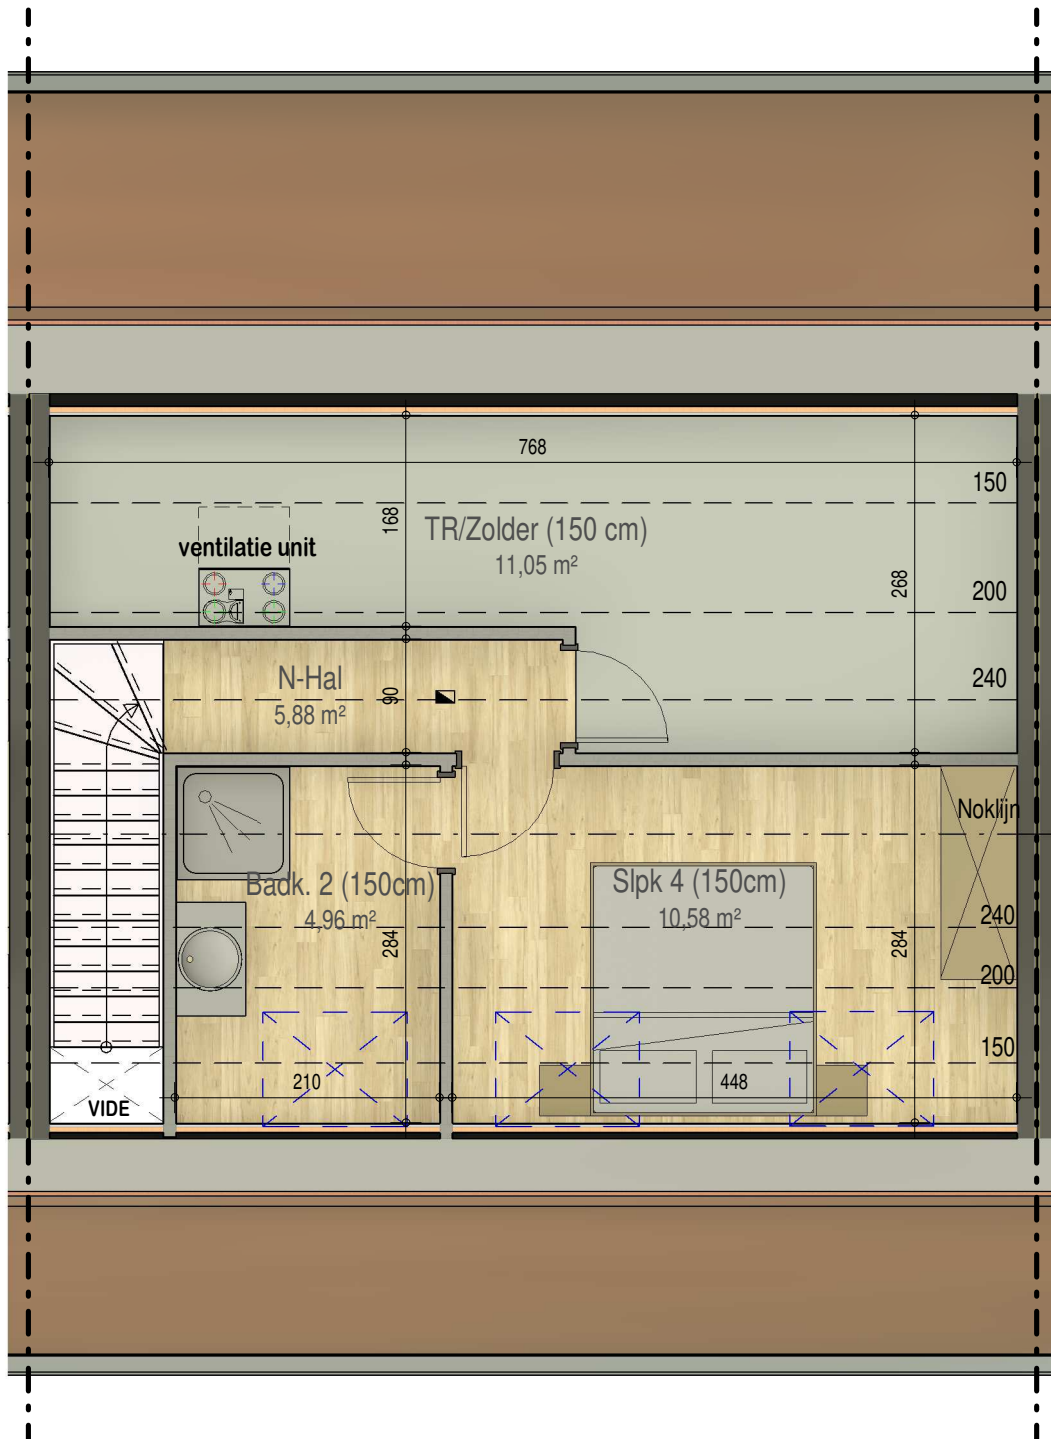 768
150
168
TR/Zolder (150 cm)
ventilatie unit
11,05 m²
268
200
N-Hal
240
90
5,88 m²
Noklijn
Badk. 2 (150cm)
Slpk 4 (150cm)
4,96 m²
10,58 m²
240
284
284
200
150
210
448
VIDE